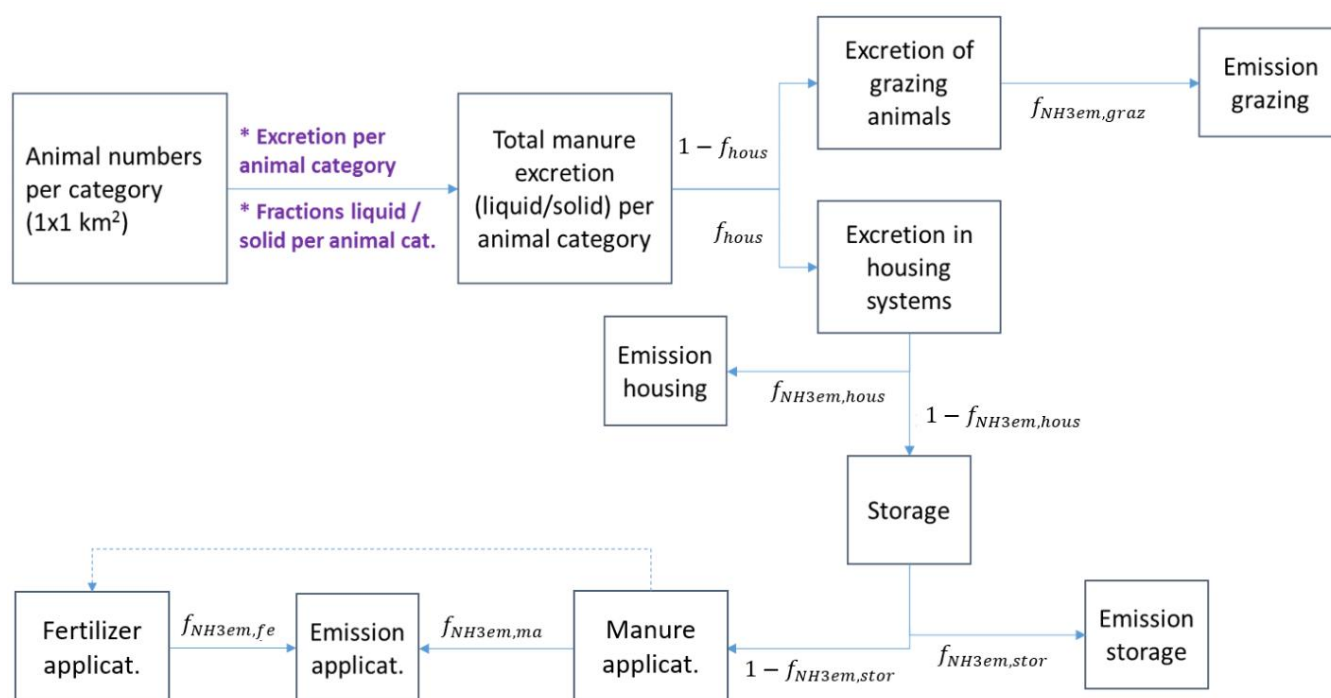 Animal numbers
per category
(1x1 km²)
* Excretion per
animal category
* Fractions liquid /
solid per animal cat.
Total manure
excretion
(liquid/solid) per
animal category
1 − f_hous
f_hous
Excretion of
grazing
animals
f_NH3em,graz
Emission
grazing
Excretion in
housing
systems
Emission
housing
f_NH3em,hous
1 − f_NH3em,hous
Storage
Fertilizer
applicat.
f_NH3em,fe
Emission
applicat.
f_NH3em,ma
Manure
applicat.
1 − f_NH3em,stor
f_NH3em,stor
Emission
storage